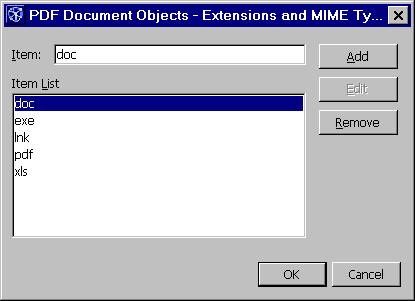 PDF Document Objects - Extensions and MIME Ty...
Item: doc Add
Item List Edit
doc Remove
exe
lnk
pdf
xls
OK Cancel